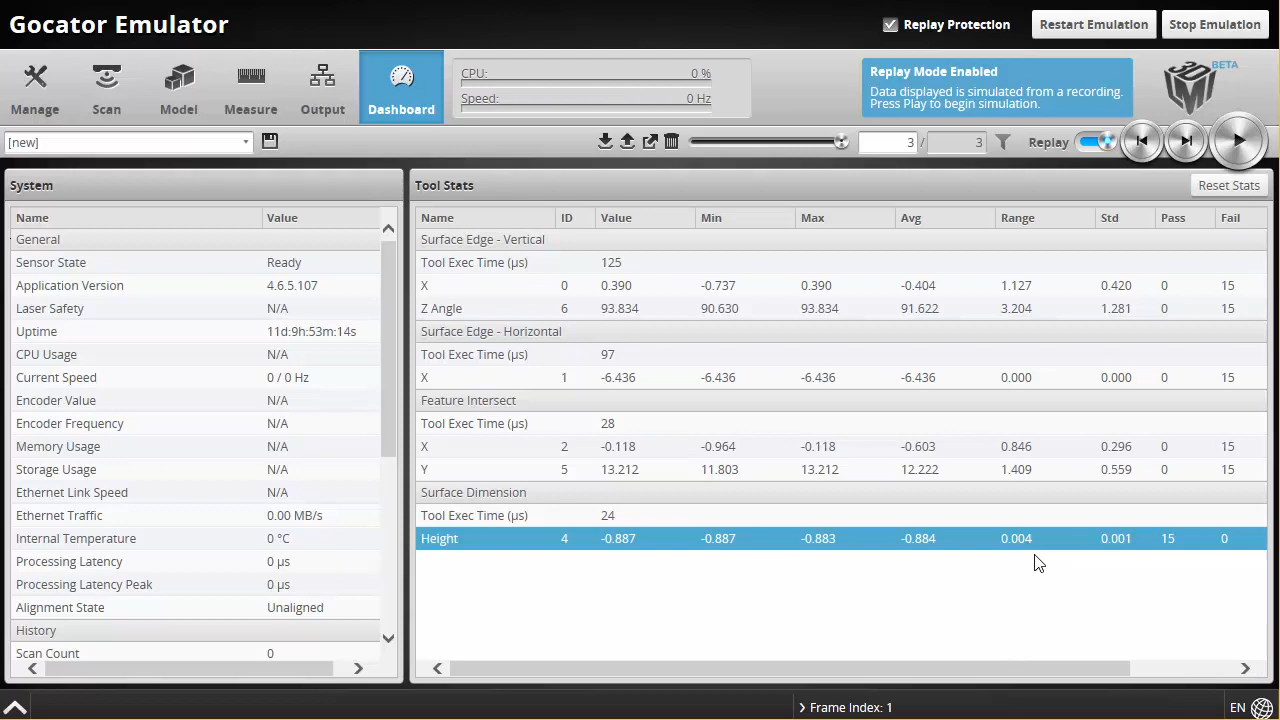 Gocator Emulator
Replay Protection
Restart Emulation
Stop Emulation
Manage
Scan
Model
Measure
Output
Dashboard
CPU: 0 %
Speed: 0 Hz
Replay Mode Enabled
Data displayed is simulated from a recording.
Press Play to begin simulation.
BETA
[new]
3 / 3
Replay
System
Name Value
General
Sensor State Ready
Application Version 4.6.5.107
Laser Safety N/A
Uptime 11d:9h:53m:14s
CPU Usage N/A
Current Speed 0 / 0 Hz
Encoder Value N/A
Encoder Frequency N/A
Memory Usage N/A
Storage Usage N/A
Ethernet Link Speed N/A
Ethernet Traffic 0.00 MB/s
Internal Temperature 0 °C
Processing Latency 0 µs
Processing Latency Peak 0 µs
Alignment State Unaligned
History
Scan Count 0
Tool Stats
Reset Stats
Name ID Value Min Max Avg Range Std Pass Fail
Surface Edge - Vertical
Tool Exec Time (µs) 125
X 0 0.390 -0.737 0.390 -0.404 1.127 0.420 0 15
Z Angle 6 93.834 90.630 93.834 91.622 3.204 1.281 0 15
Surface Edge - Horizontal
Tool Exec Time (µs) 97
X 1 -6.436 -6.436 -6.436 -6.436 0.000 0.000 0 15
Feature Intersect
Tool Exec Time (µs) 28
X 2 -0.118 -0.964 -0.118 -0.603 0.846 0.296 0 15
Y 5 13.212 11.803 13.212 12.222 1.409 0.559 0 15
Surface Dimension
Tool Exec Time (µs) 24
Height 4 -0.887 -0.887 -0.883 -0.884 0.004 0.001 15 0
Frame Index: 1
EN